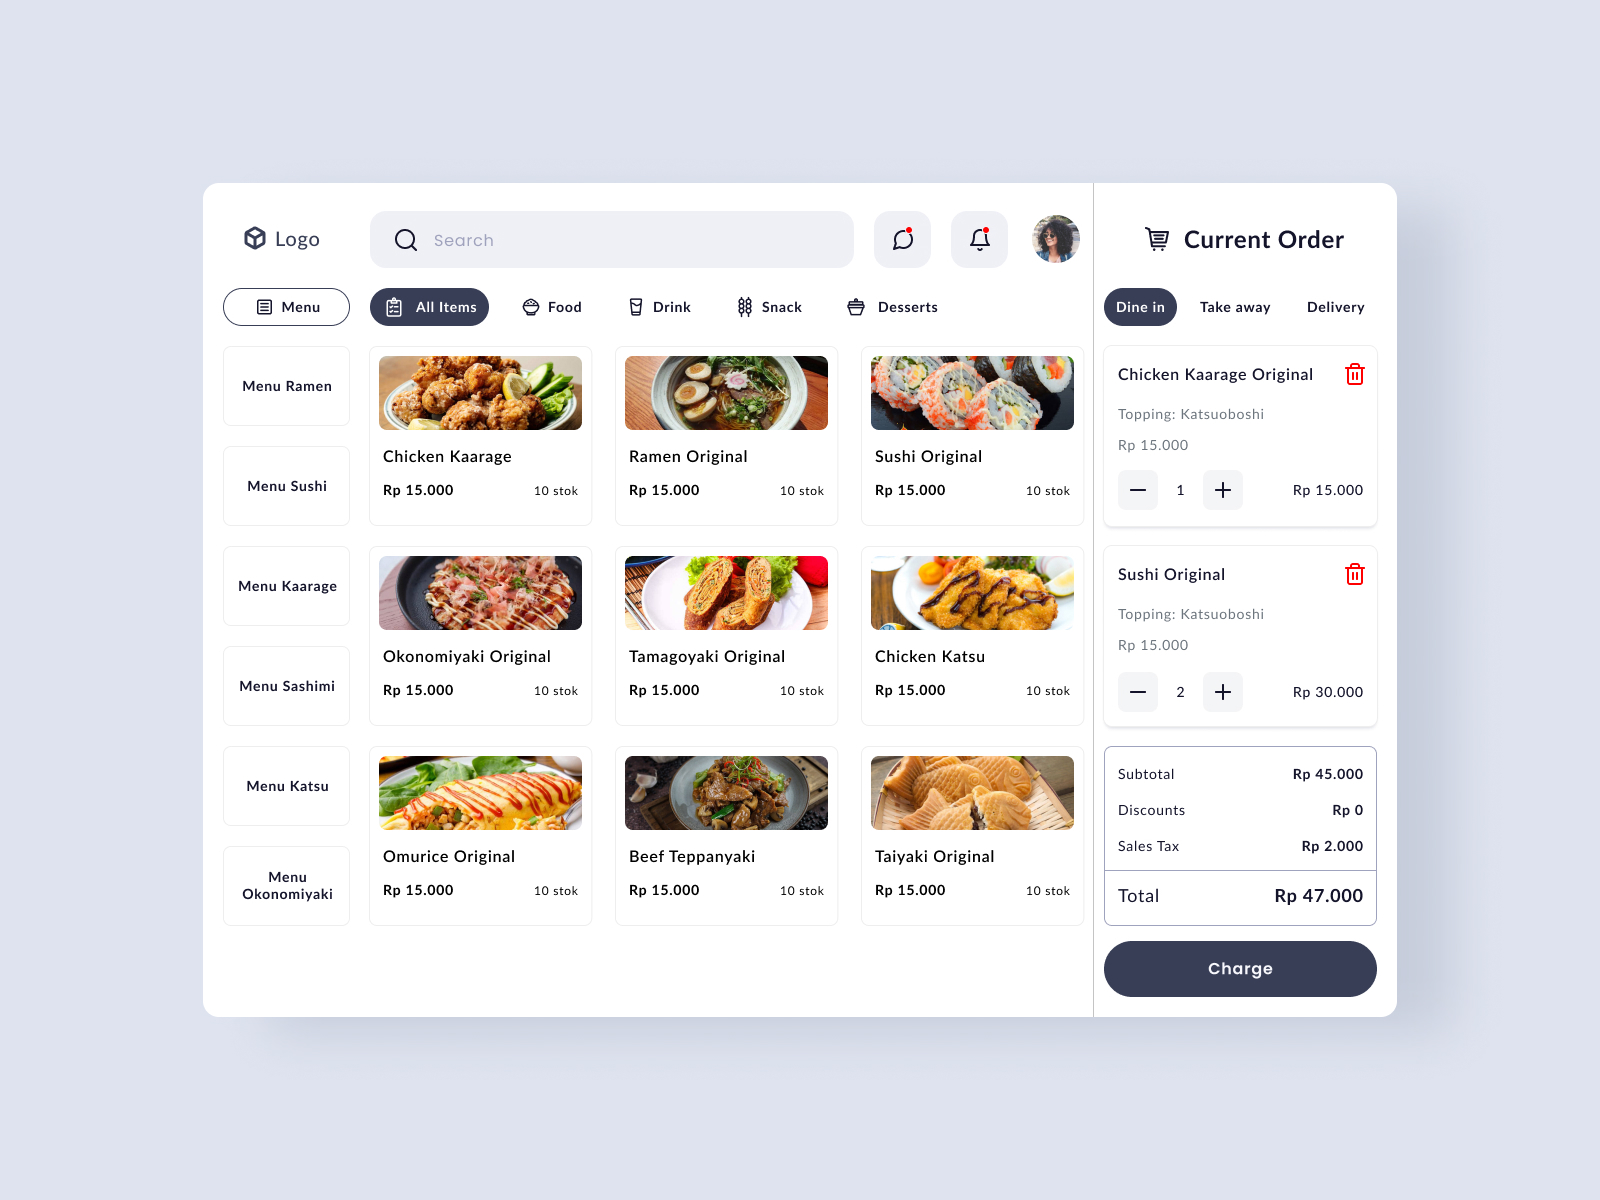 Logo
Search
Current Order
Menu
All Items
Food
Drink
Snack
Desserts
Dine in
Take away
Delivery
Menu Ramen
Menu Sushi
Menu Kaarage
Menu Sashimi
Menu Katsu
Menu
Okonomiyaki
Chicken Kaarage
Rp 15.000 10 stok
Ramen Original
Rp 15.000 10 stok
Sushi Original
Rp 15.000 10 stok
Okonomiyaki Original
Rp 15.000 10 stok
Tamagoyaki Original
Rp 15.000 10 stok
Chicken Katsu
Rp 15.000 10 stok
Omurice Original
Rp 15.000 10 stok
Beef Teppanyaki
Rp 15.000 10 stok
Taiyaki Original
Rp 15.000 10 stok
Chicken Kaarage Original
Topping: Katsuoboshi
Rp 15.000
1 Rp 15.000
Sushi Original
Topping: Katsuoboshi
Rp 15.000
2 Rp 30.000
Subtotal Rp 45.000
Discounts Rp 0
Sales Tax Rp 2.000
Total Rp 47.000
Charge